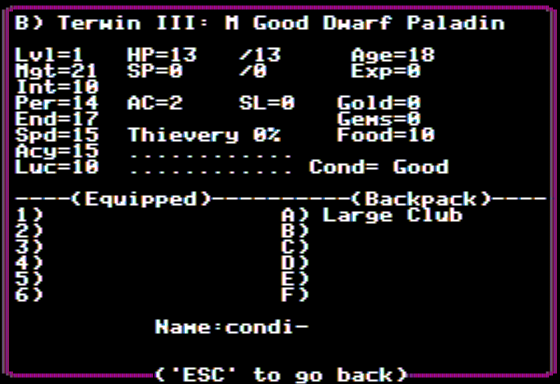 B) Terwin III: M Good Dwarf Paladin
Lvl=1 HP=13 /13 Age=18
Mgt=21 SP=0 /0 Exp=0
Int=10
Per=14 AC=2 SL=0 Gold=0
End=17 Gems=0
Spd=15 Thievery 0% Food=10
Acy=15 ............
Luc=10 ............ Cond= Good
----(Equipped)----------(Backpack)----
1) A) Large Club
2) B)
3) C)
4) D)
5) E)
6) F)
Name:condi-
('ESC' to go back)